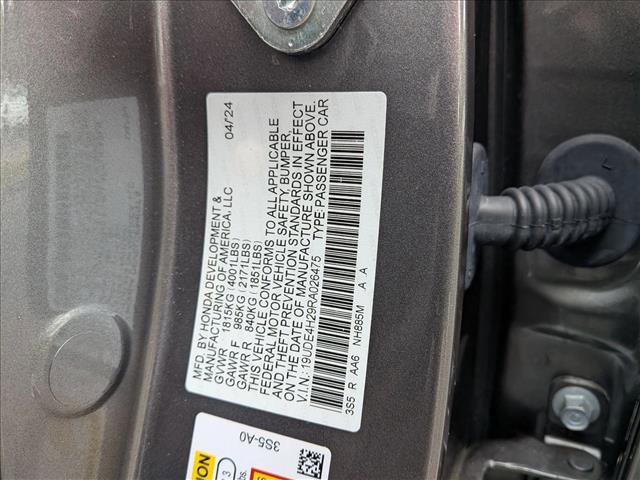 MFD. BY HONDA DEVELOPMENT & 04/24
MANUFACTURING OF AMERICA, LLC
GVWR 1815KG (4001LBS)
GAWR F 985KG (2171LBS)
GAWR R 840KG (1851LBS)
THIS VEHICLE CONFORMS TO ALL APPLICABLE
FEDERAL MOTOR VEHICLE SAFETY, BUMPER,
AND THEFT PREVENTION STANDARDS IN EFFECT
ON THE DATE OF MANUFACTURE SHOWN ABOVE.
V.I.N.: 19UDE4H29RA026475 TYPE: PASSENGER CAR
3S5 R AA6 NH885M A A
3S5-A0